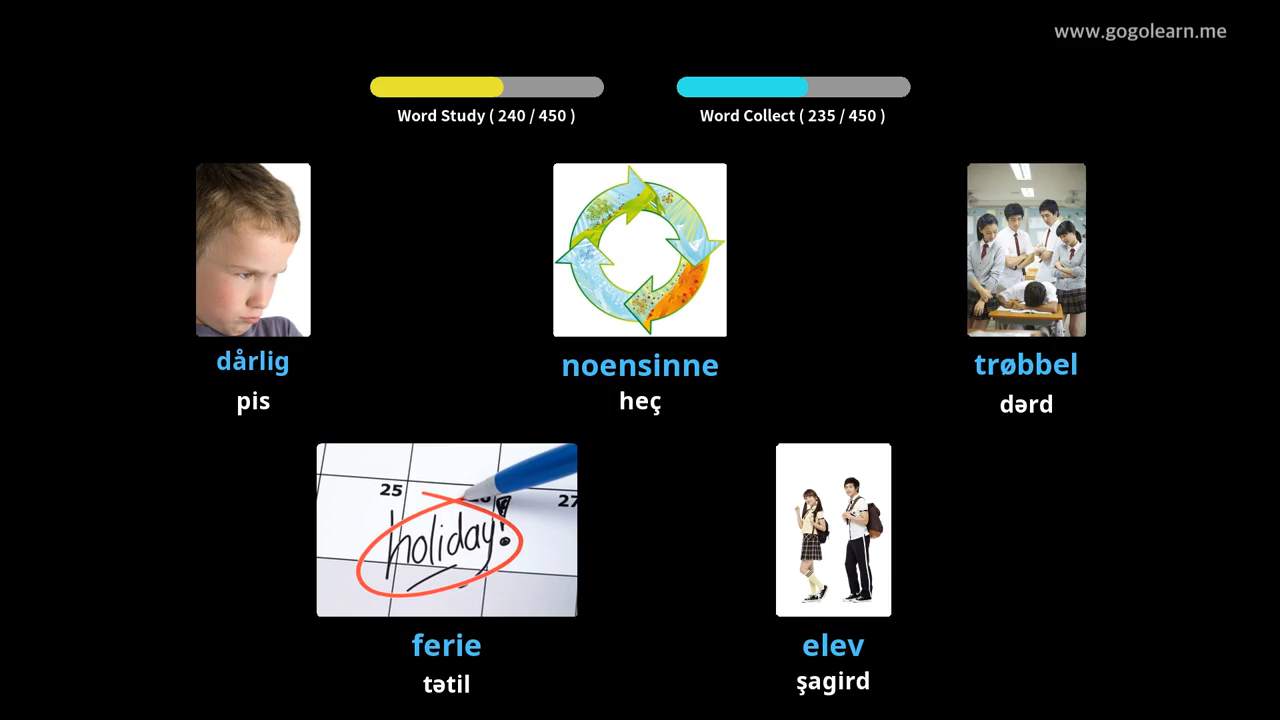 www.gogolearn.me
Word Study ( 240 / 450 )
Word Collect ( 235 / 450 )
dårlig
pis
noensinne
heç
trøbbel
dərd
25
27
holiday!
ferie
tətil
elev
şagird